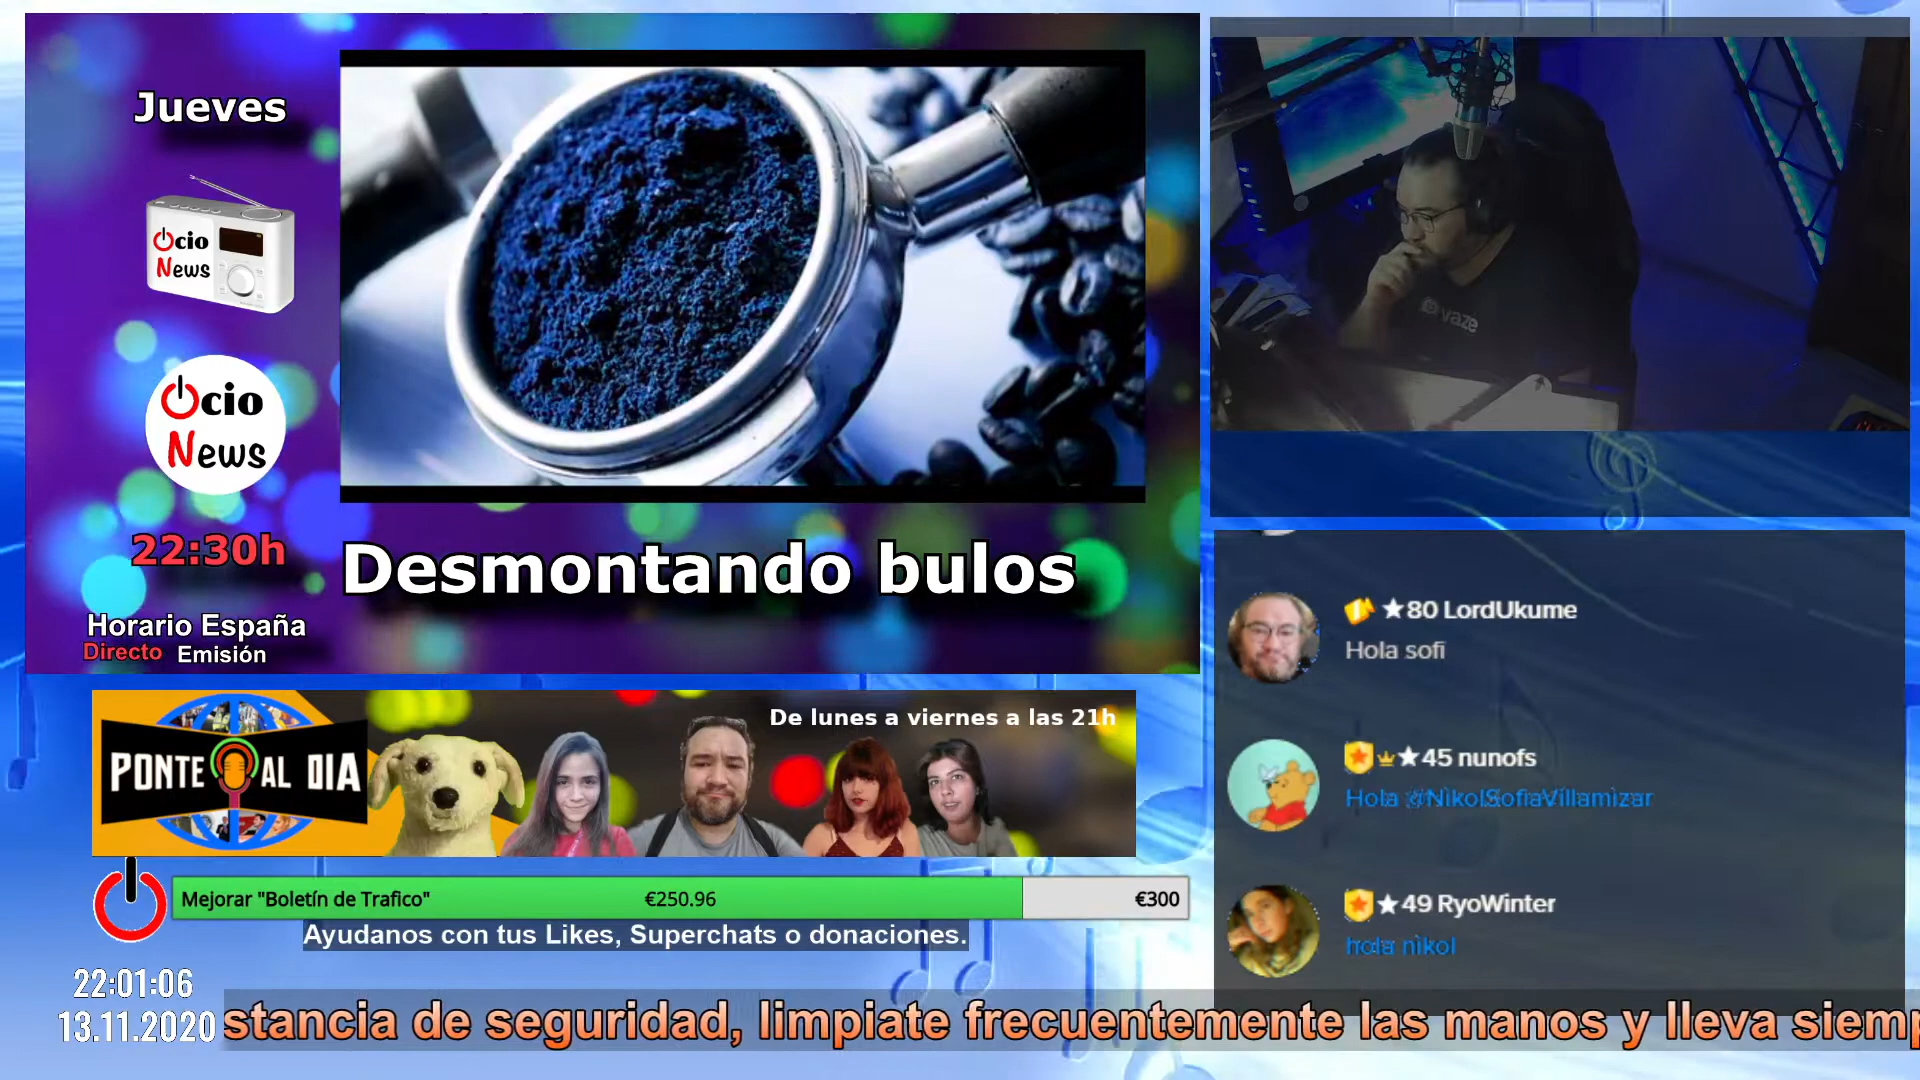 Jueves
Ocio
News
Ocio
News
22:30h
Horario España
Directo Emisión
Desmontando bulos
vaze
★80 LordUkume
Hola sofi
★45 nunofs
Hola @NikolSofiaVillamizar
★49 RyoWinter
hola nikol
PONTE AL DIA
De lunes a viernes a las 21h
Mejorar "Boletín de Trafico" €250.96 €300
Ayudanos con tus Likes, Superchats o donaciones.
22:01:06
13.11.2020
stancia de seguridad, limpiate frecuentemente las manos y lleva siemp